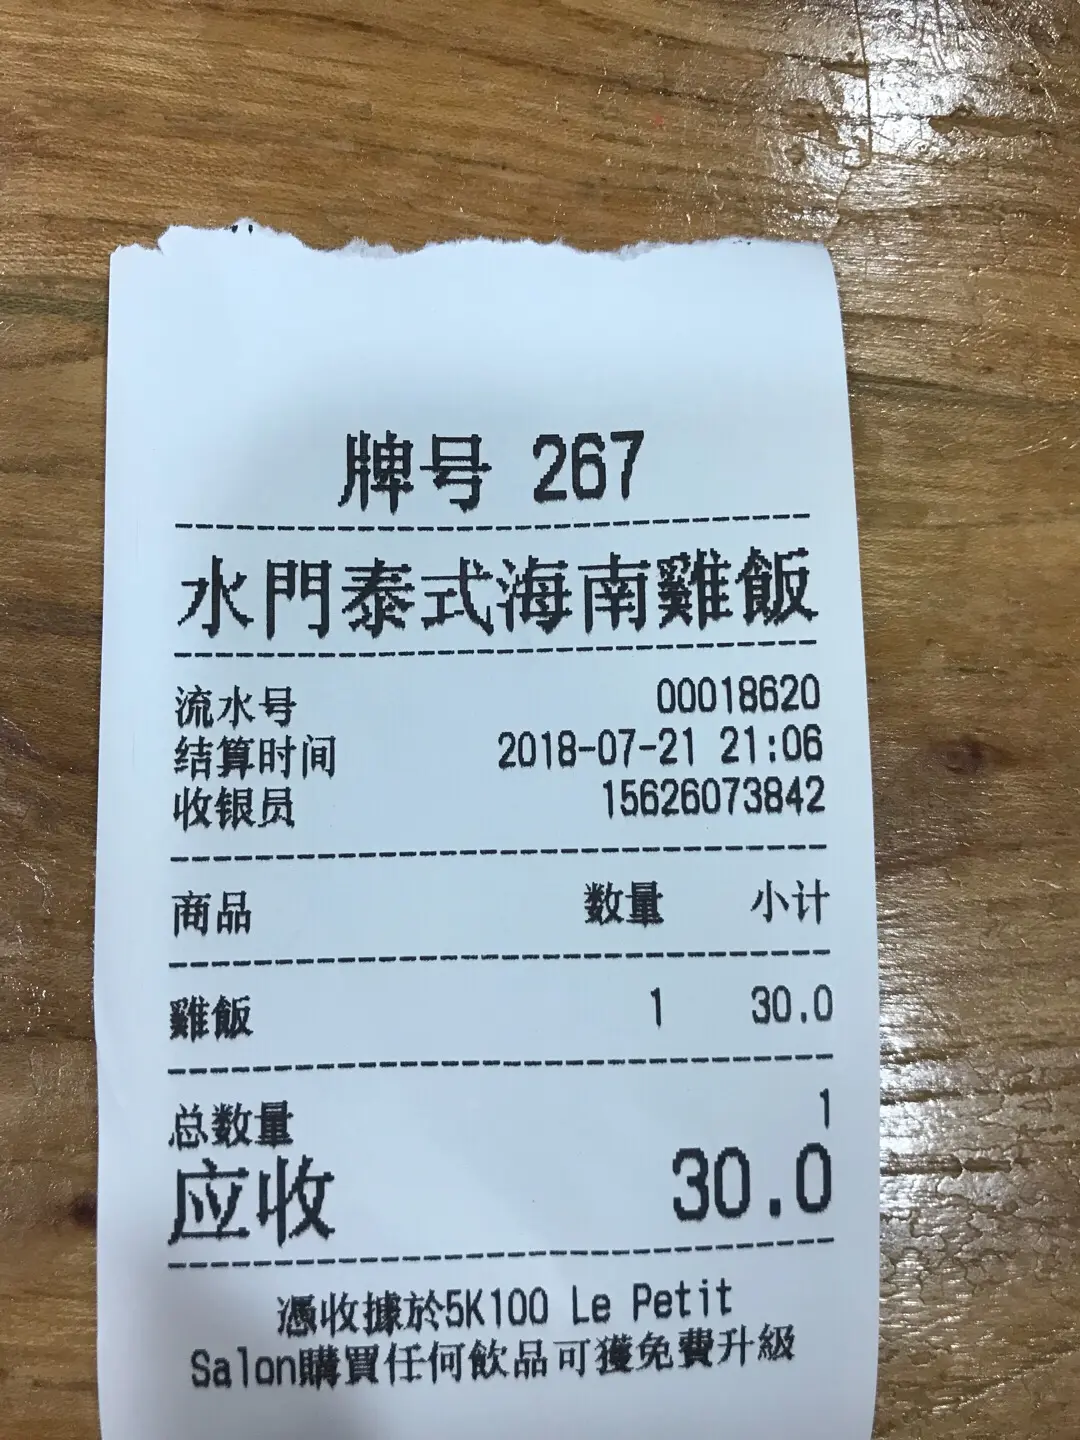 牌号 267
水門泰式海南雞飯
流水号 00018620
结算时间 2018-07-21 21:06
收银员 15626073842
商品 数量 小计
雞飯 1 30.0
总数量 1
应收 30.0
憑收據於5K100 Le Petit
Salon購買任何飲品可獲免費升級